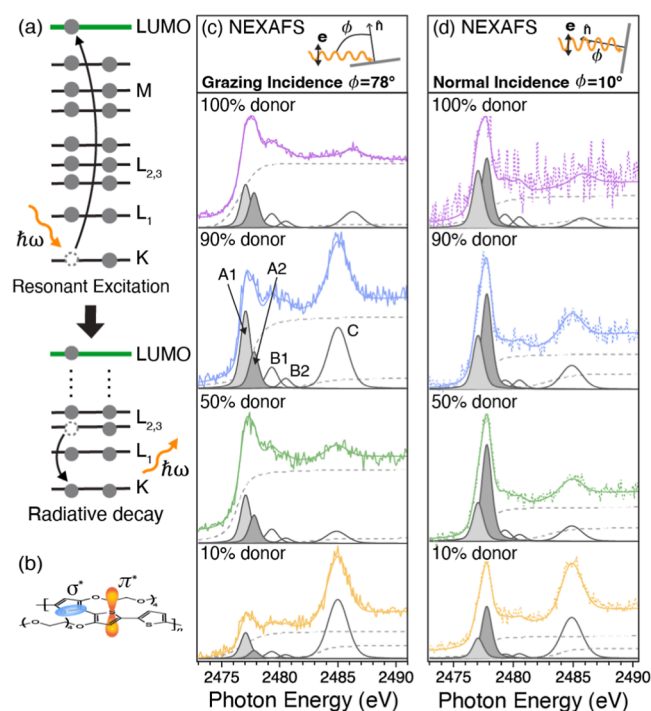 (a)
LUMO
M
L2,3
L1
ħω
K
Resonant Excitation
LUMO
L2,3
L1
ħω
K
Radiative decay
(b)
σ*
π*
S
n
(c) NEXAFS
e
ϕ
n̂
Grazing Incidence ϕ=78°
100% donor
90% donor
A1
A2
B1
B2
C
50% donor
10% donor
2475 2480 2485 2490
Photon Energy (eV)
(d) NEXAFS
e
n̂
ϕ
Normal Incidence ϕ=10°
100% donor
90% donor
50% donor
10% donor
2475 2480 2485 2490
Photon Energy (eV)